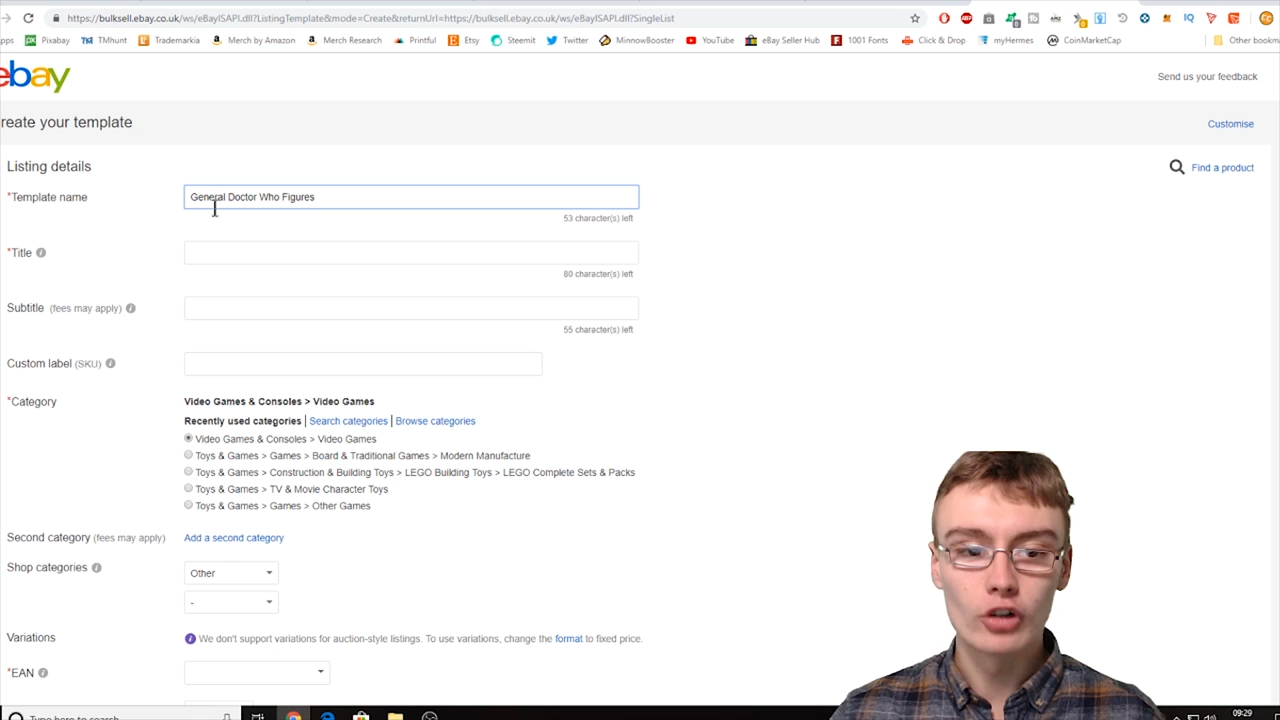 https://bulksell.ebay.co.uk/ws/eBayISAPI.dll?ListingTemplate&mode=Create&returnUrl=https://bulksell.ebay.co.uk/ws/eBayISAPI.dll?SingleList
pps Pixabay TMhunt Trademarkia Merch by Amazon Merch Research Printful Etsy Steemit Twitter MinnowBooster YouTube eBay Seller Hub 1001 Fonts Click & Drop myHermes CoinMarketCap Other bookm
ebay
Send us your feedback
reate your template
Customise
Listing details
Find a product
*Template name General Doctor Who Figures
53 character(s) left
*Title
80 character(s) left
Subtitle (fees may apply)
55 character(s) left
Custom label (SKU)
*Category Video Games & Consoles > Video Games
Recently used categories | Search categories | Browse categories
Video Games & Consoles > Video Games
Toys & Games > Games > Board & Traditional Games > Modern Manufacture
Toys & Games > Construction & Building Toys > LEGO Building Toys > LEGO Complete Sets & Packs
Toys & Games > TV & Movie Character Toys
Toys & Games > Games > Other Games
Second category (fees may apply) Add a second category
Shop categories Other
-
Variations We don't support variations for auction-style listings. To use variations, change the format to fixed price.
*EAN
Type here to search
09:29